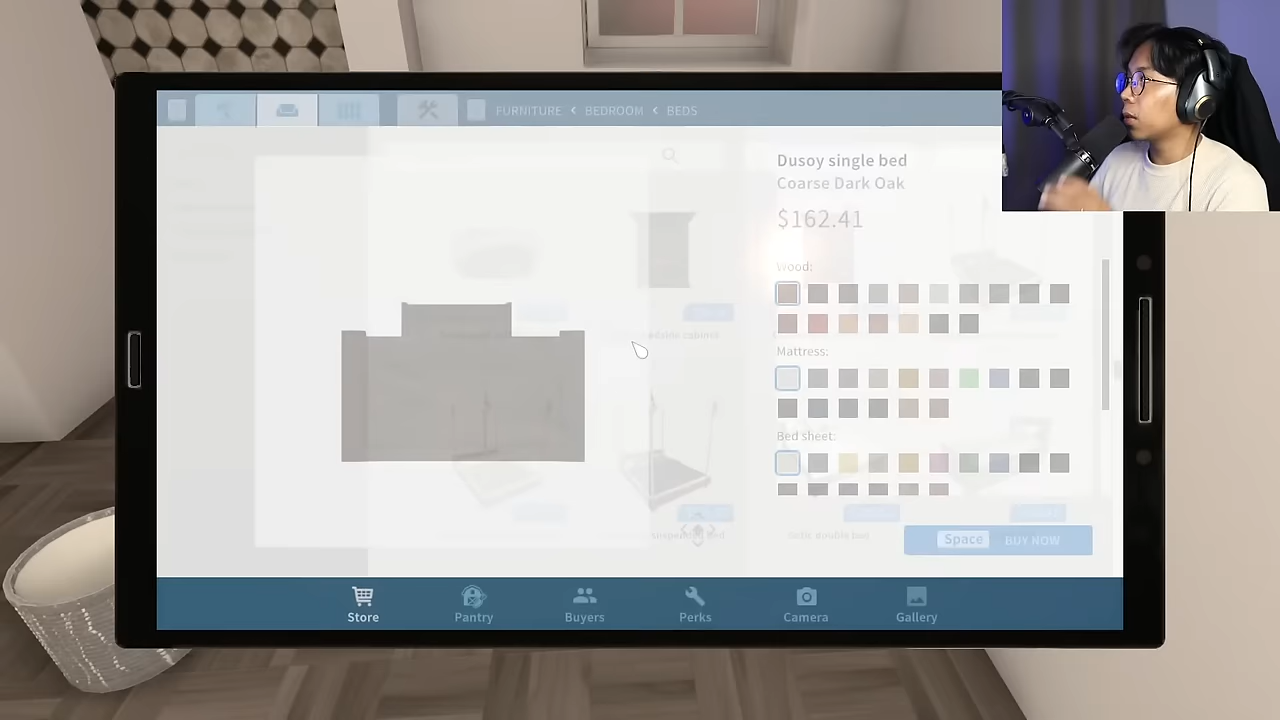 FURNITURE < BEDROOM < BEDS
Dusoy single bed
Coarse Dark Oak
$162.41
Wood:
Mattress:
Bed sheet:
Space BUY NOW
Store
Pantry
Buyers
Perks
Camera
Gallery